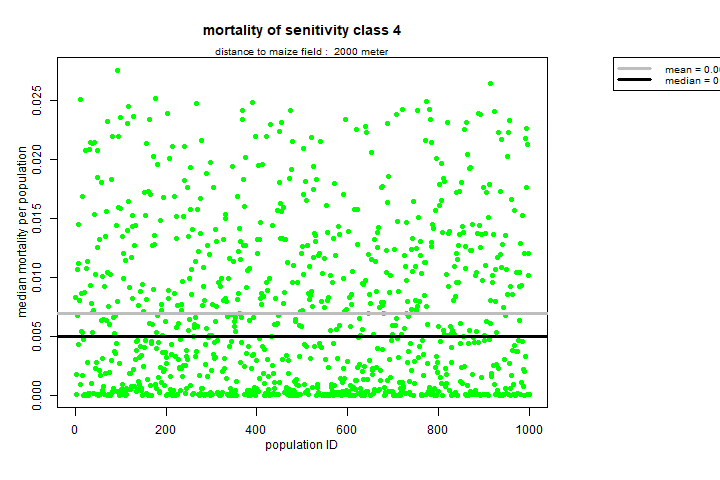 mortality of senitivity class 4
distance to maize field : 2000 meter
mean = 0.00
median = 0
median mortality per population
0.025
0.020
0.015
0.010
0.005
0.000
0
200
400
600
800
1000
population ID